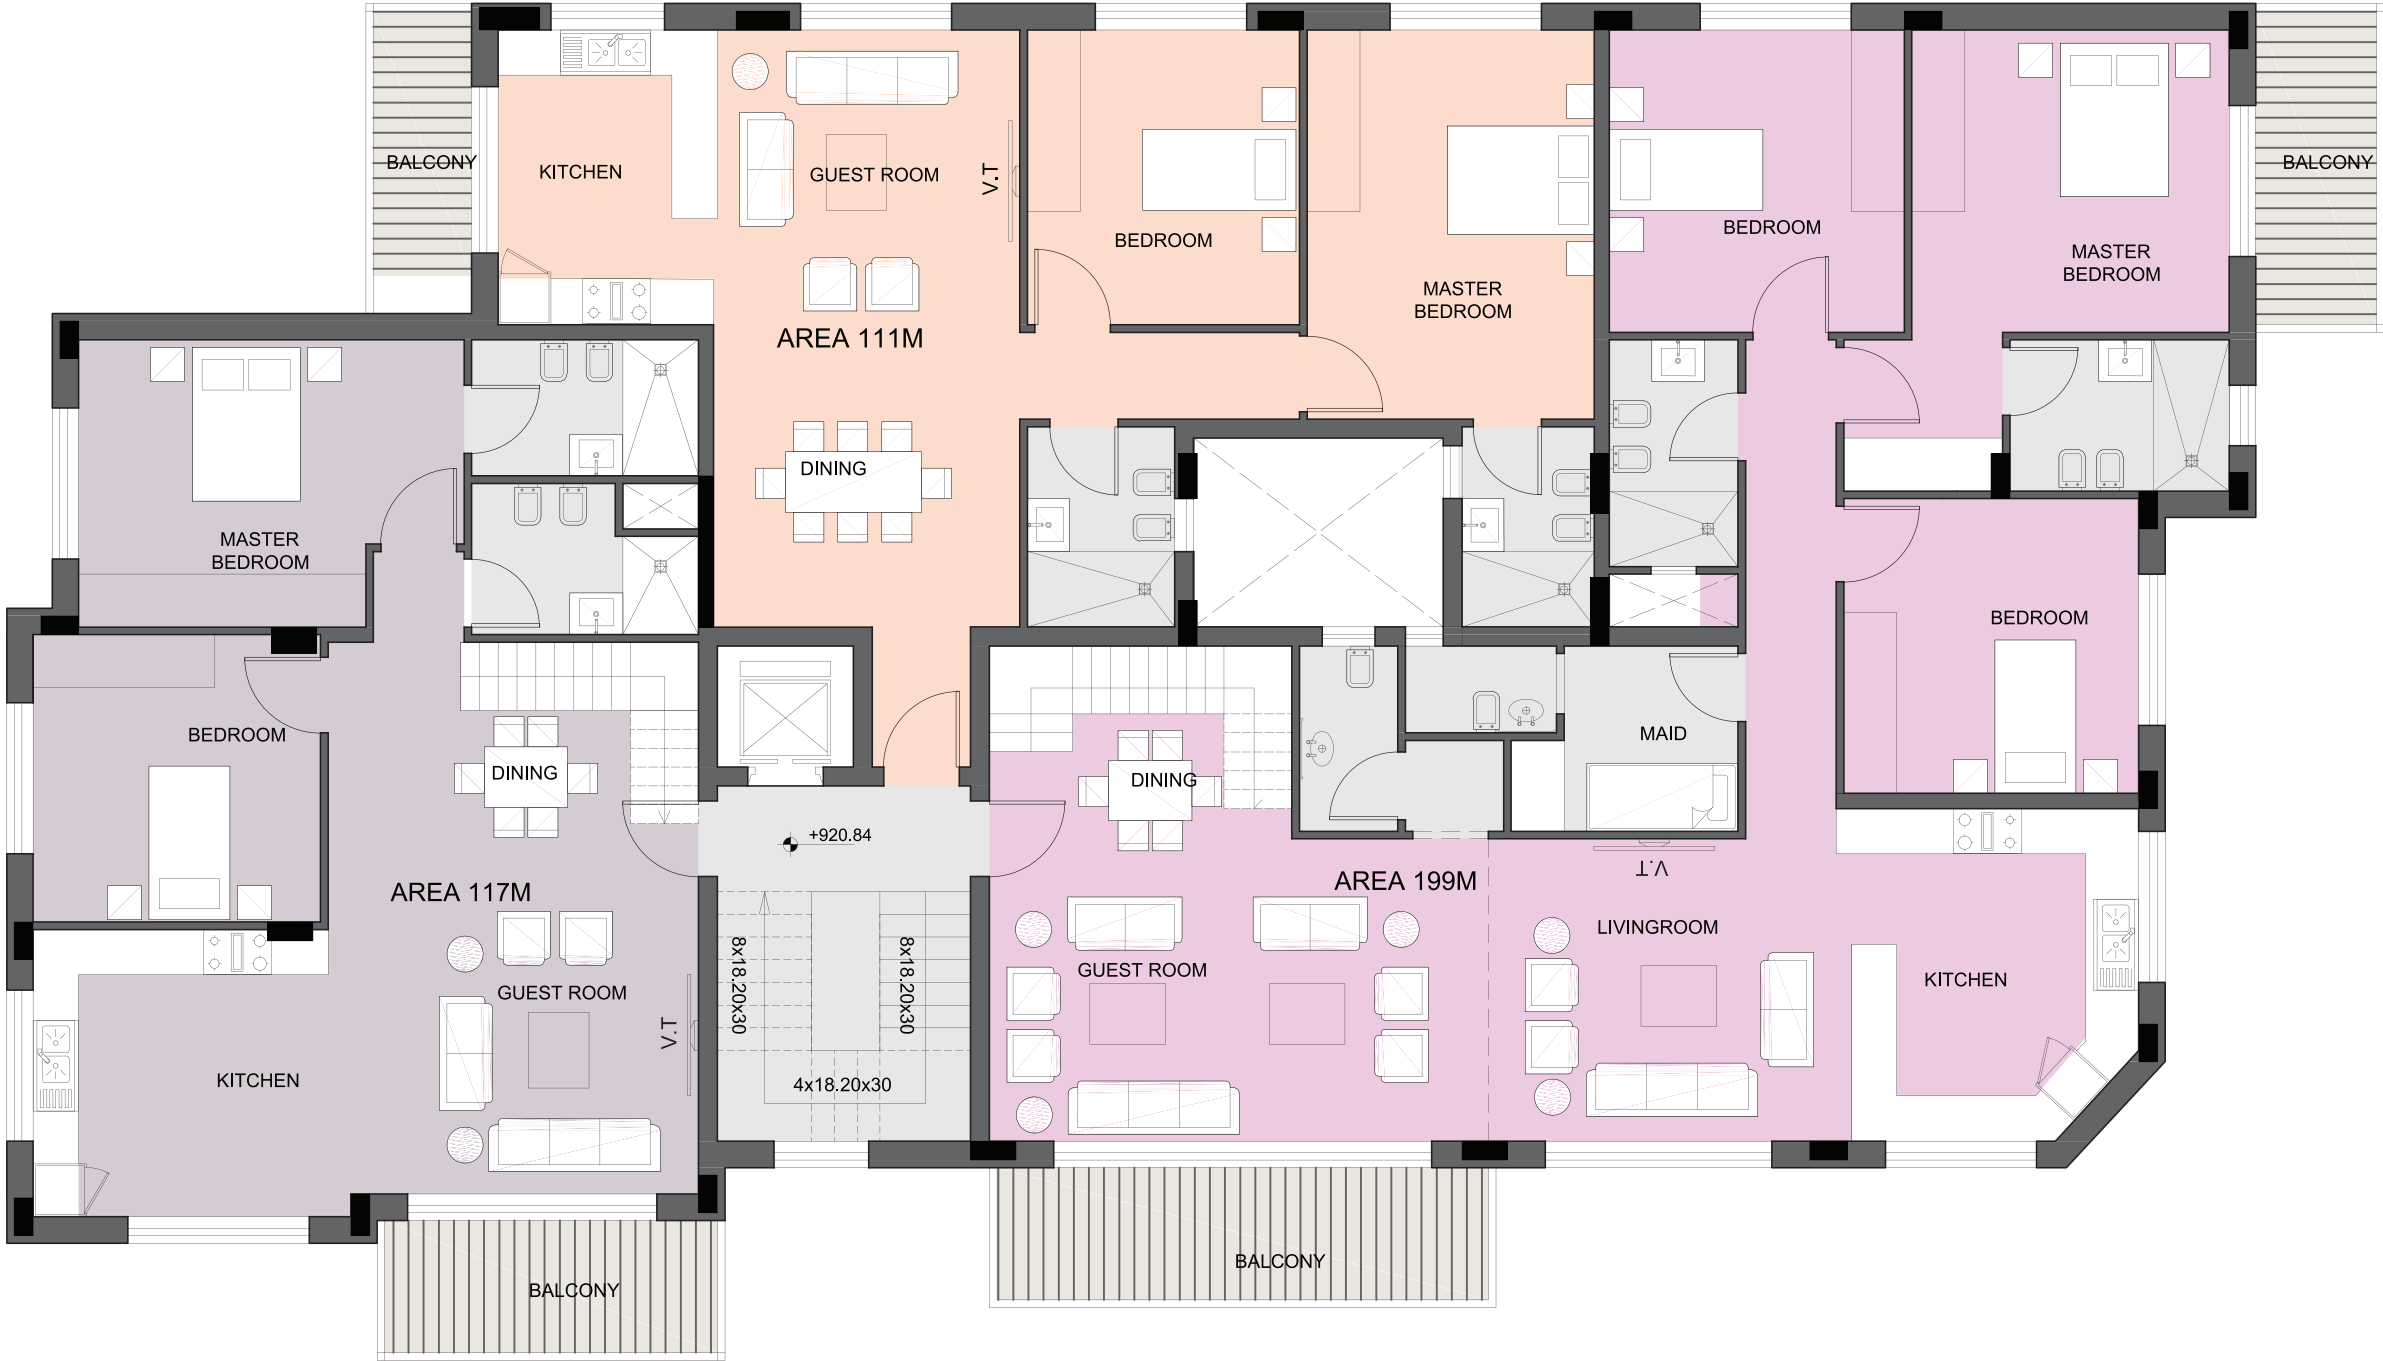 BALCONY
KITCHEN
GUEST ROOM
V.T
BEDROOM
MASTER
BEDROOM
BEDROOM
MASTER
BEDROOM
BALCONY
AREA 111M
DINING
MASTER
BEDROOM
BEDROOM
BEDROOM
DINING
DINING
MAID
+920.84
AREA 117M
AREA 199M
V.T
LIVINGROOM
8x18.20x30
8x18.20x30
GUEST ROOM
GUEST ROOM
KITCHEN
V.T
KITCHEN
4x18.20x30
BALCONY
BALCONY